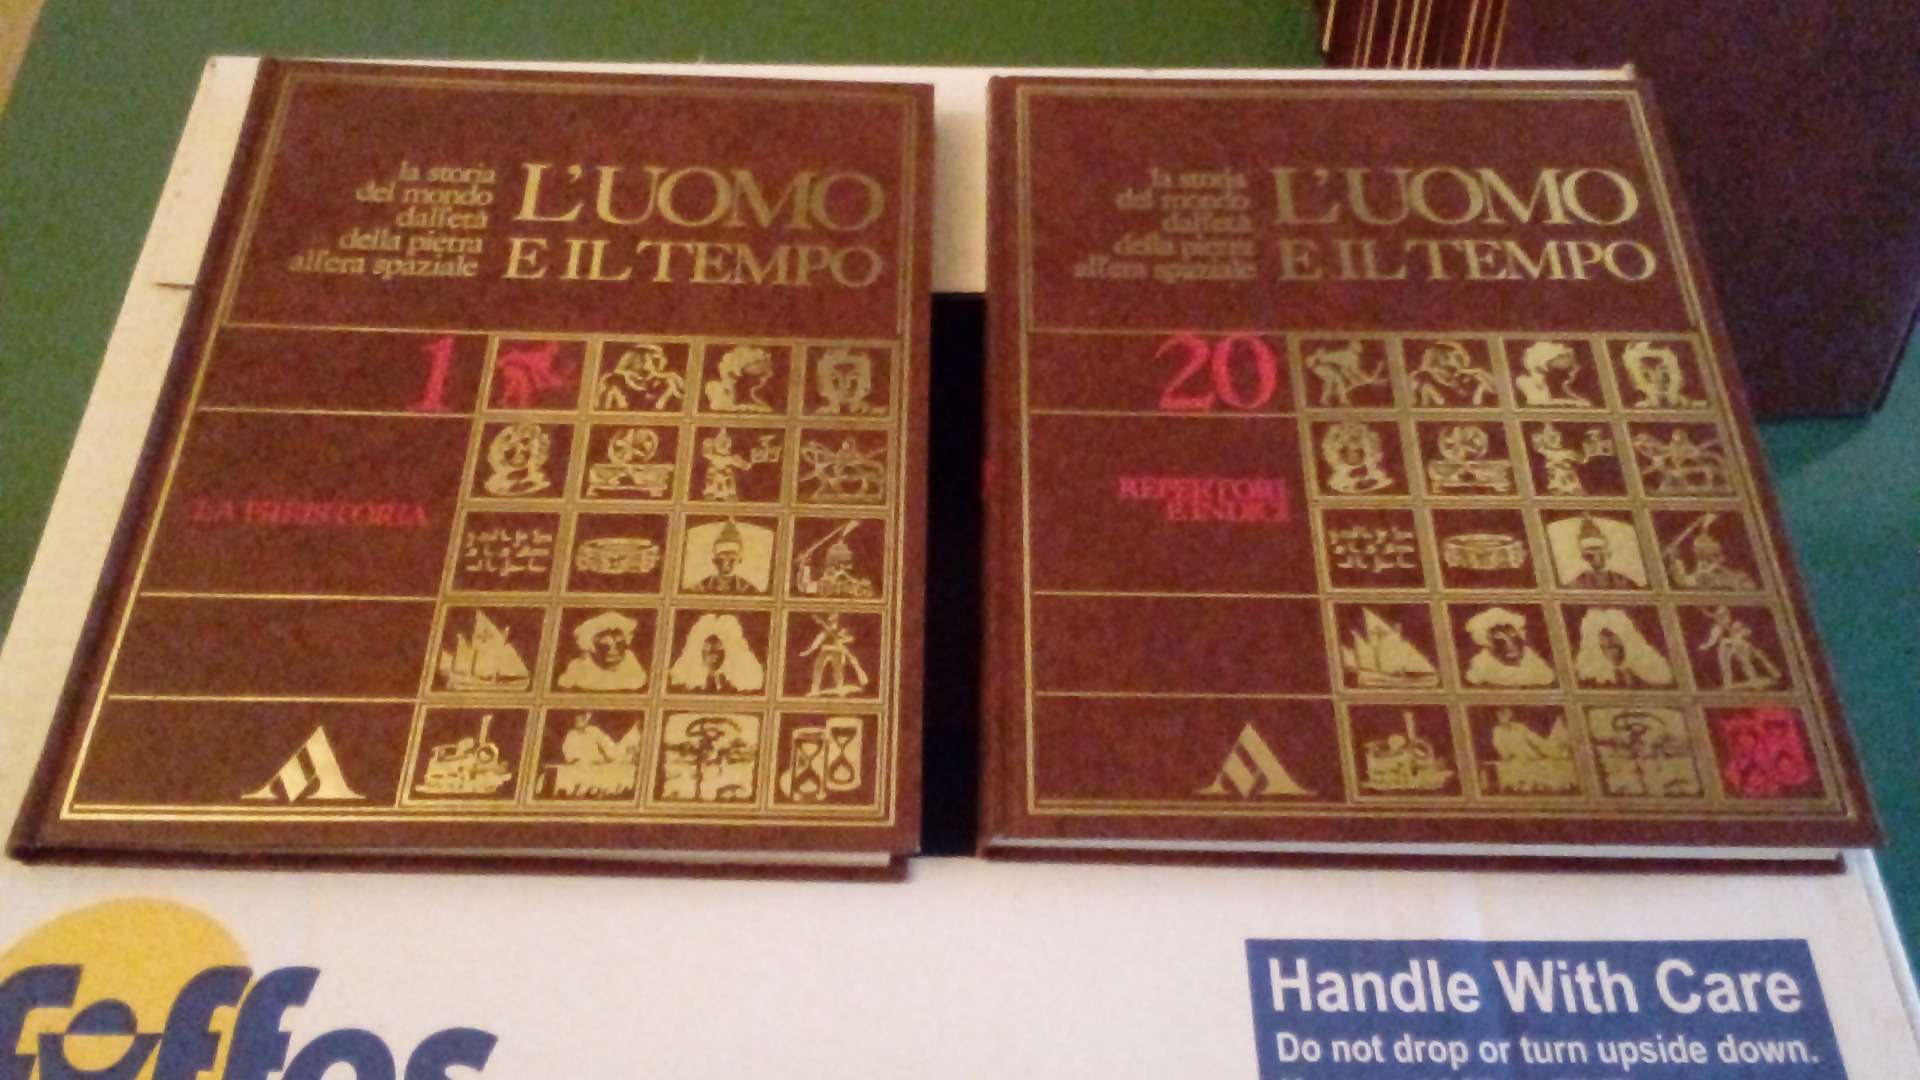 la storia
del mondo
dall'età
della pietra
all'era spaziale
L'UOMO
E IL TEMPO
1
LA PREISTORIA
la storia
del mondo
dall'età
della pietra
all'era spaziale
L'UOMO
E IL TEMPO
20
REPERTORI
E INDICI
Handle With Care
Do not drop or turn upside down.